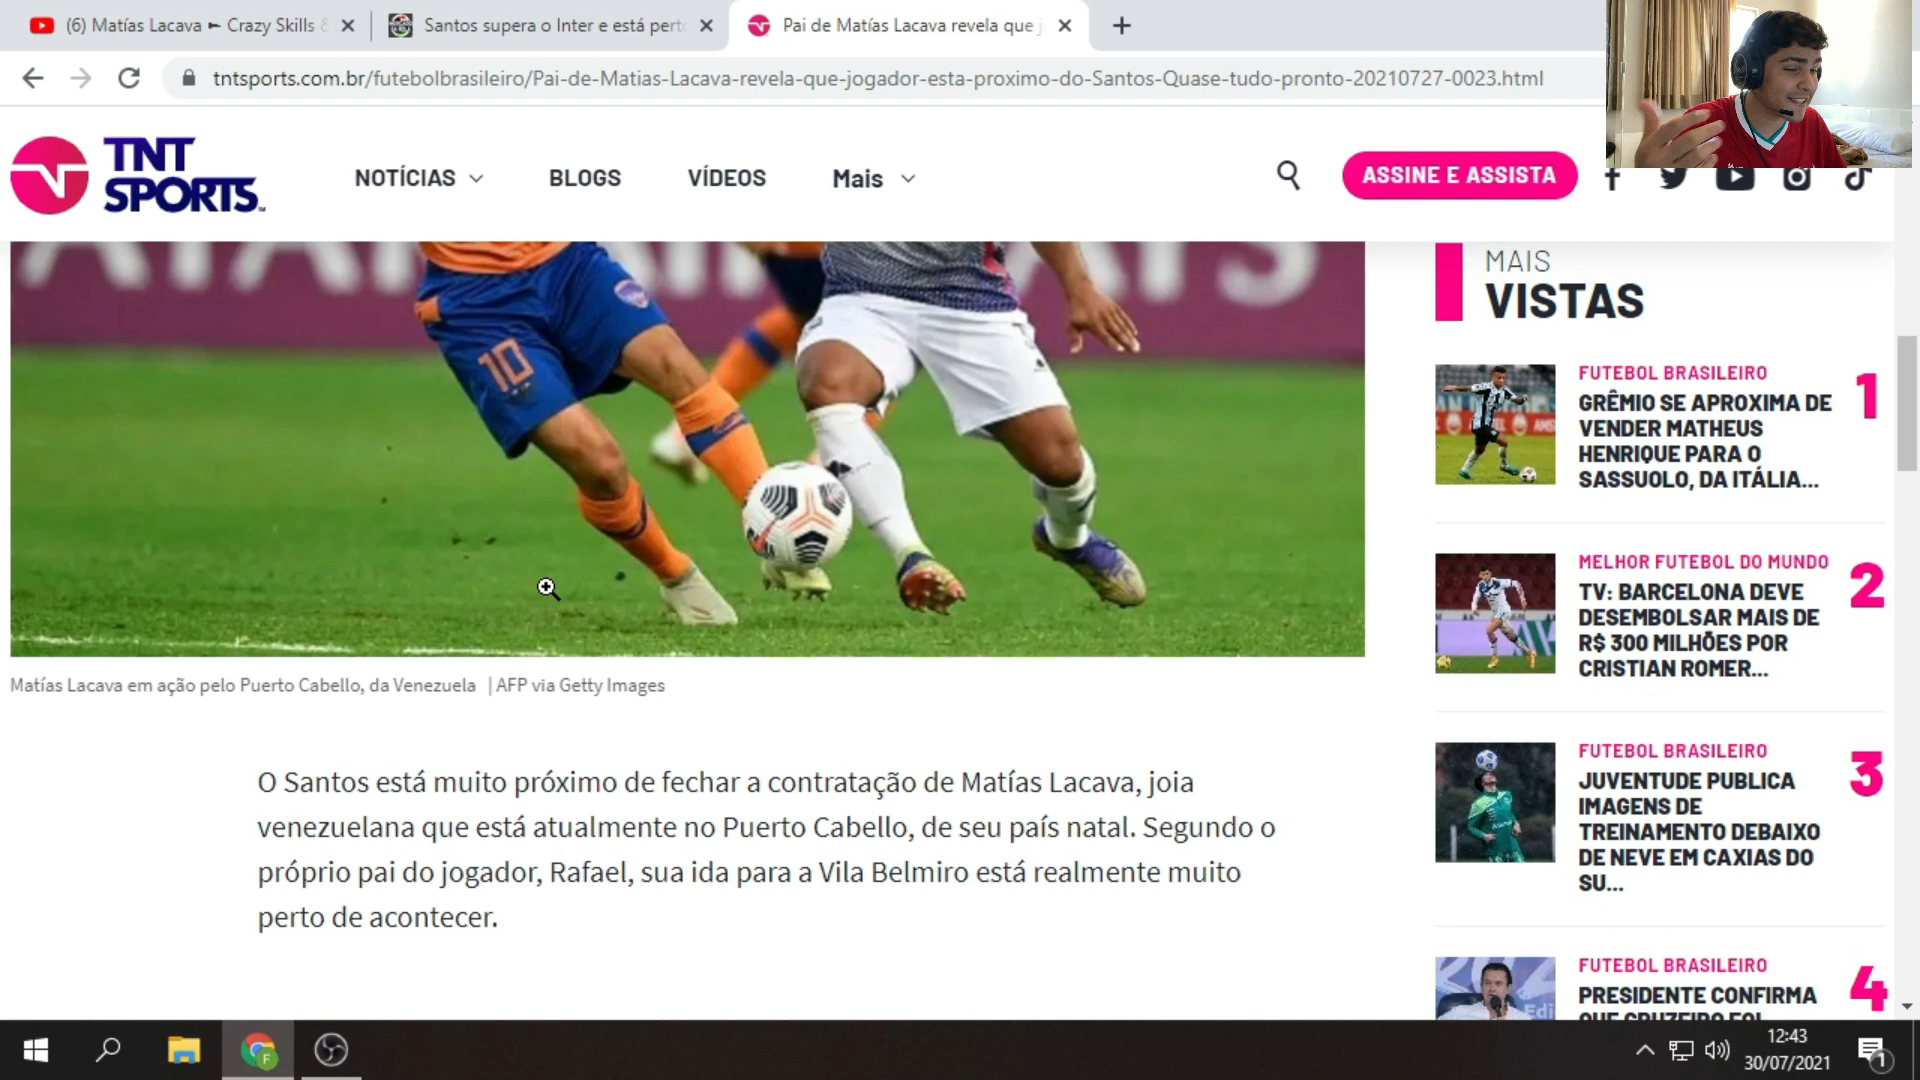 (6) Matías Lacava ► Crazy Skills &
Santos supera o Inter e está pert
Pai de Matías Lacava revela que j
tntsports.com.br/futebolbrasileiro/Pai-de-Matias-Lacava-revela-que-jogador-esta-proximo-do-Santos-Quase-tudo-pronto-20210727-0023.html
TNT
SPORTS
NOTÍCIAS
BLOGS
VÍDEOS
Mais
ASSINE E ASSISTA
10
Matías Lacava em ação pelo Puerto Cabello, da Venezuela | AFP via Getty Images
O Santos está muito próximo de fechar a contratação de Matías Lacava, joia
venezuelana que está atualmente no Puerto Cabello, de seu país natal. Segundo o
próprio pai do jogador, Rafael, sua ida para a Vila Belmiro está realmente muito
perto de acontecer.
MAIS
VISTAS
FUTEBOL BRASILEIRO
GRÊMIO SE APROXIMA DE
VENDER MATHEUS
HENRIQUE PARA O
SASSUOLO, DA ITÁLIA...
1
MELHOR FUTEBOL DO MUNDO
TV: BARCELONA DEVE
DESEMBOLSAR MAIS DE
R$ 300 MILHÕES POR
CRISTIAN ROMER...
2
FUTEBOL BRASILEIRO
JUVENTUDE PUBLICA
IMAGENS DE
TREINAMENTO DEBAIXO
DE NEVE EM CAXIAS DO
SU...
3
FUTEBOL BRASILEIRO
PRESIDENTE CONFIRMA
QUE CRUZEIRO FOI
4
F
12:43
30/07/2021
1